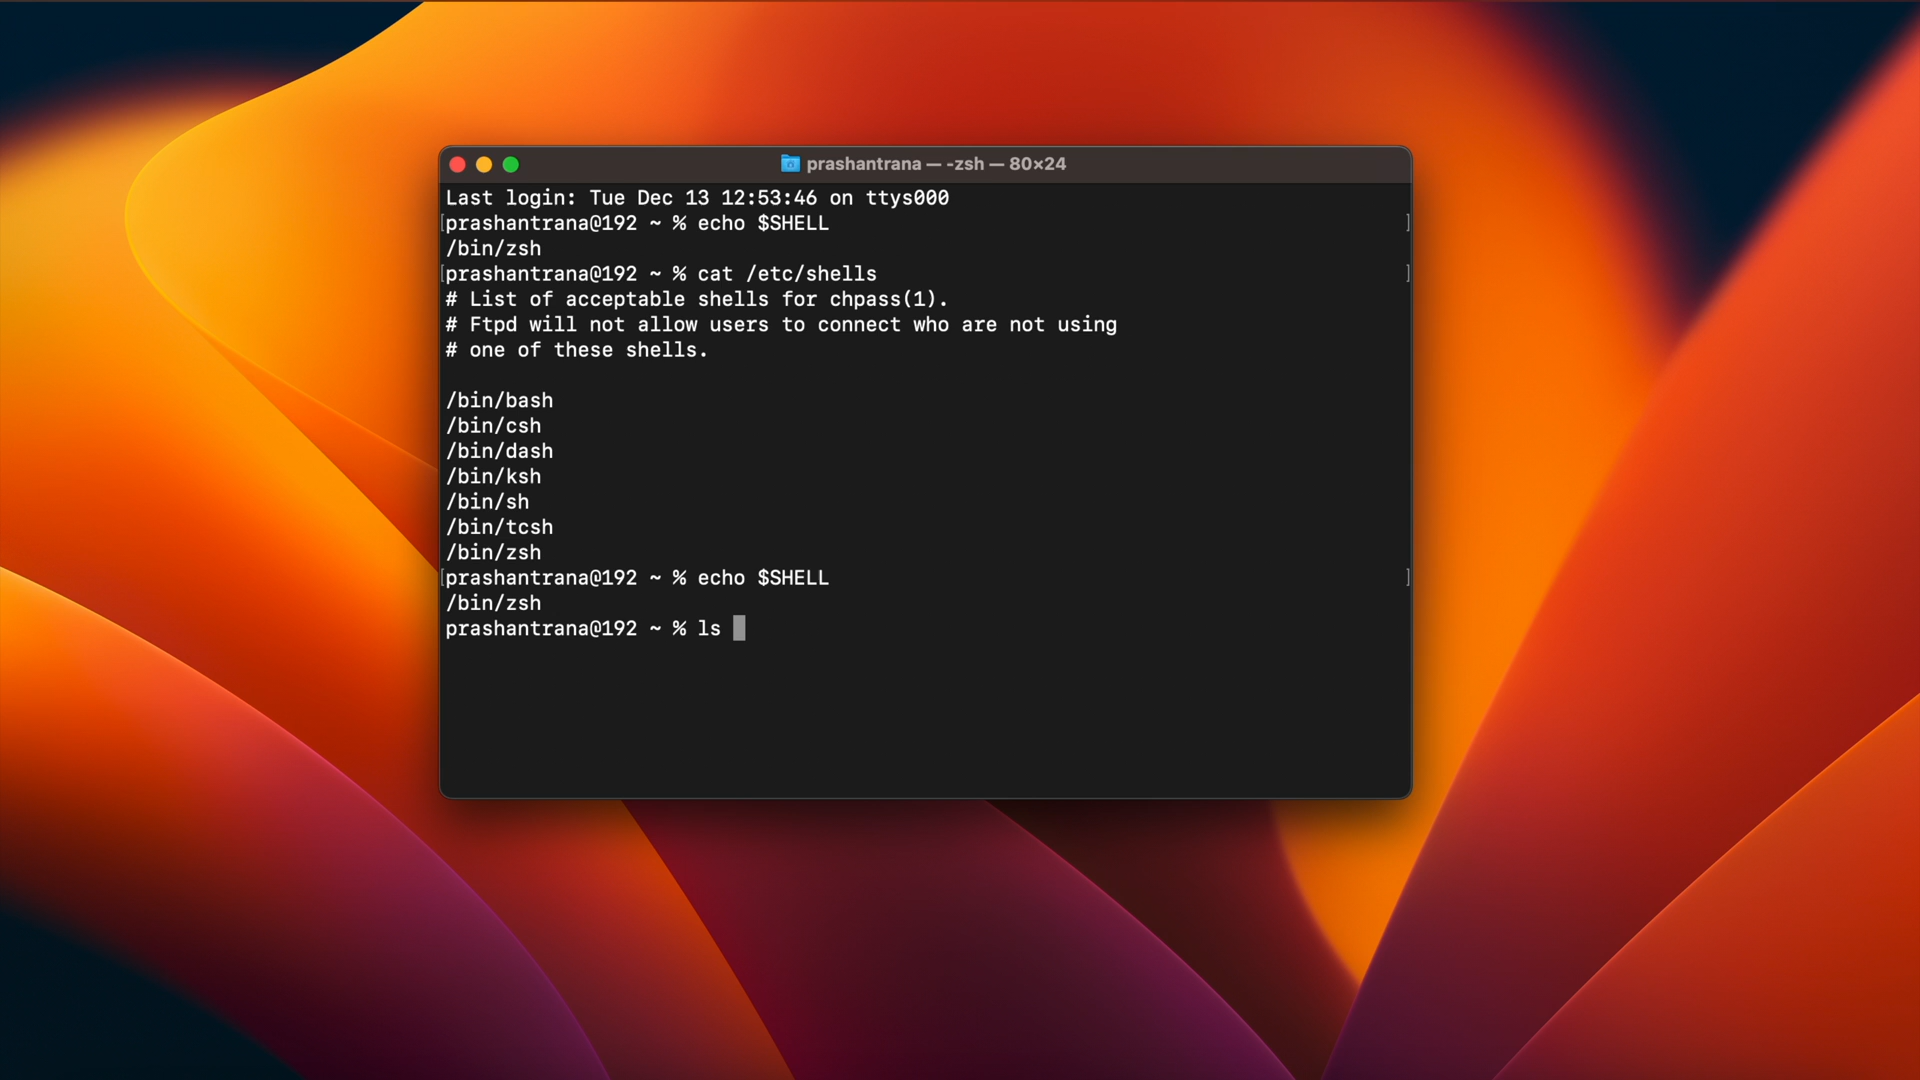 prashantrana — -zsh — 80×24
Last login: Tue Dec 13 12:53:46 on ttys000
[prashantrana@192 ~ % echo $SHELL ]
/bin/zsh
[prashantrana@192 ~ % cat /etc/shells ]
# List of acceptable shells for chpass(1).
# Ftpd will not allow users to connect who are not using
# one of these shells.
/bin/bash
/bin/csh
/bin/dash
/bin/ksh
/bin/sh
/bin/tcsh
/bin/zsh
[prashantrana@192 ~ % echo $SHELL ]
/bin/zsh
prashantrana@192 ~ % ls